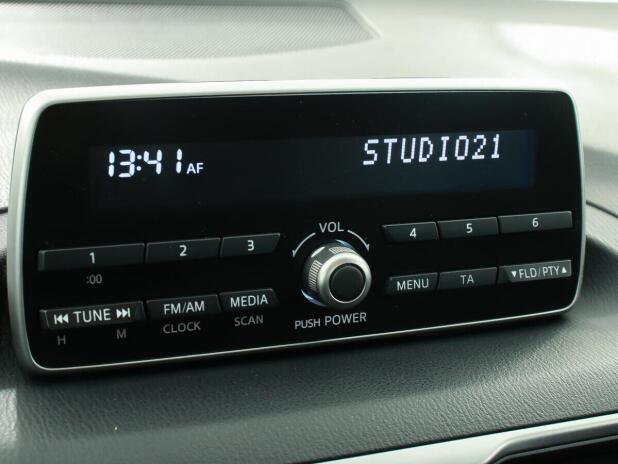 13:41 AF STUDIO21
VOL
1 2 3 4 5 6
:00
MENU TA ▼FLD/PTY▲
⏮ TUNE ⏭ FM/AM MEDIA
H M CLOCK SCAN PUSH POWER